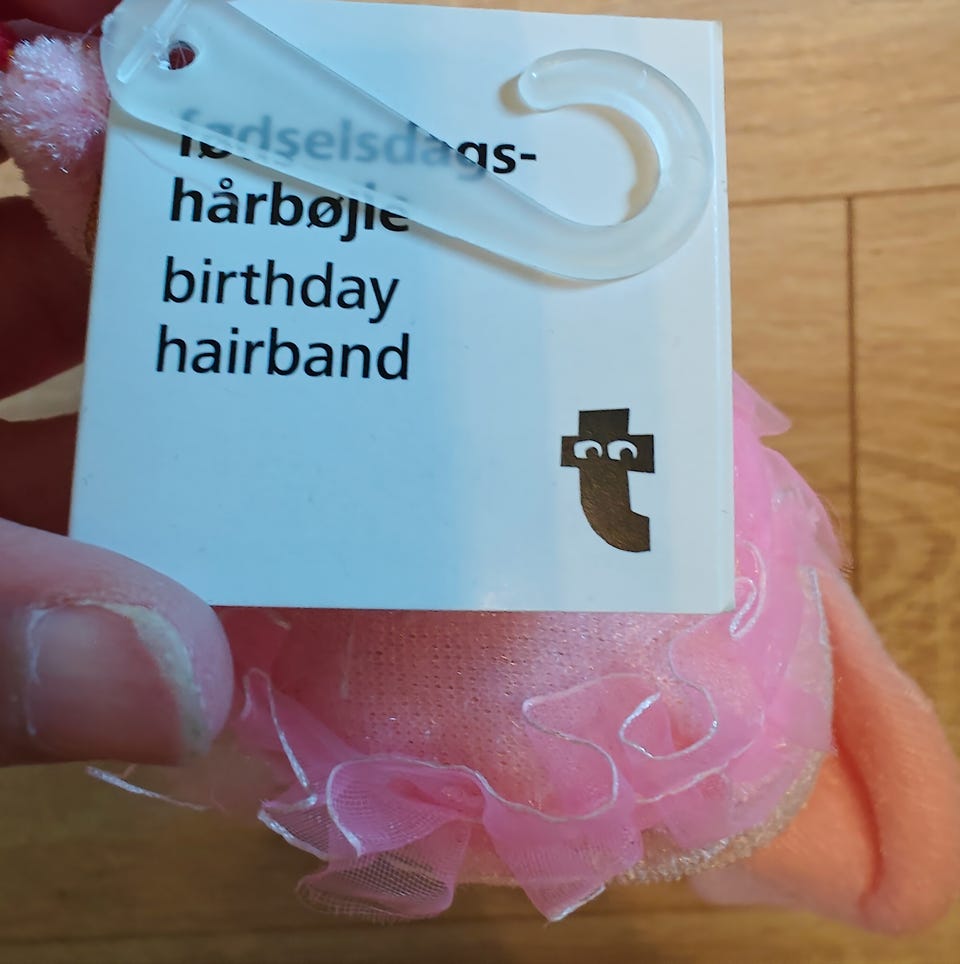 fødselsdags-
hårbøjle
birthday
hairband
t